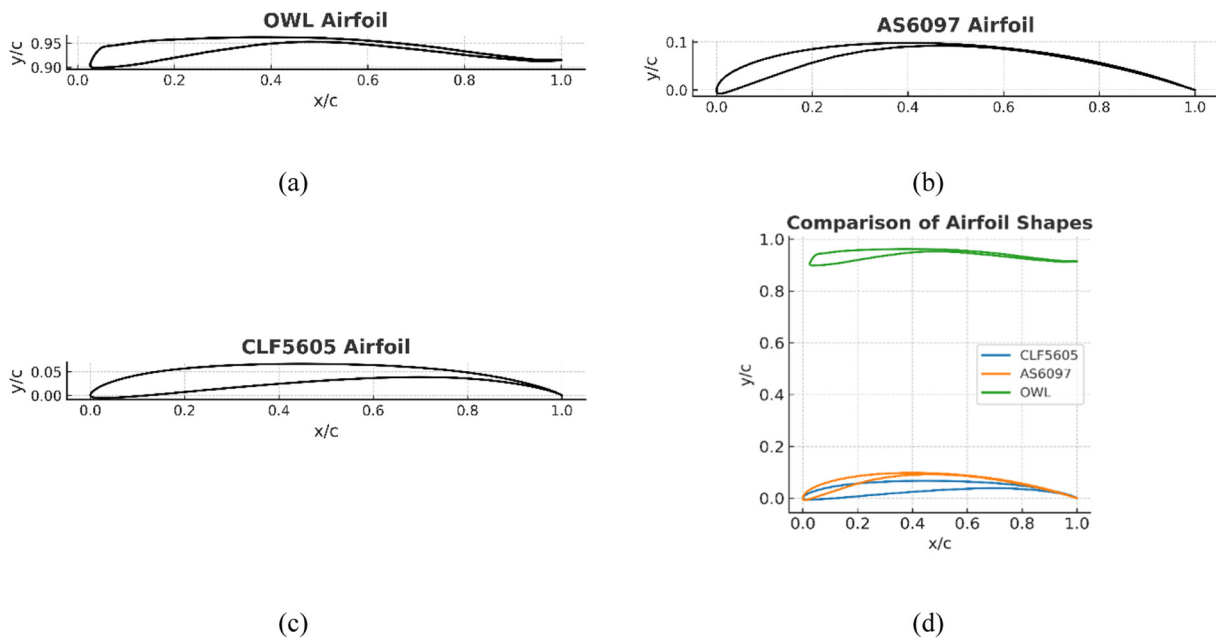 OWL Airfoil
y/c
0.95
0.90
0.0 0.2 0.4 0.6 0.8 1.0
x/c
(a)
AS6097 Airfoil
y/c
0.1
0.0
0.0 0.2 0.4 0.6 0.8 1.0
(b)
CLF5605 Airfoil
y/c
0.05
0.00
0.0 0.2 0.4 0.6 0.8 1.0
x/c
(c)
Comparison of Airfoil Shapes
y/c
1.0
0.8
0.6
0.4
0.2
0.0
CLF5605
AS6097
OWL
0.0 0.2 0.4 0.6 0.8 1.0
x/c
(d)